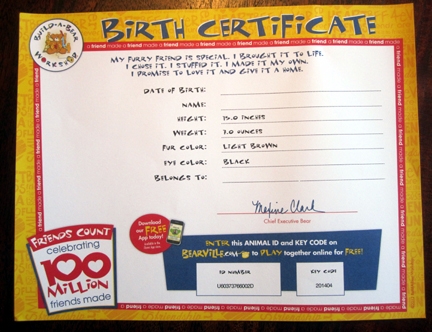 BUILD-A-BEAR
WORKSHOP
BIRTH CERTIFICATE
a friend made a friend made a friend made a friend made a friend made
MY FURRY FRIEND IS SPECIAL. I BROUGHT IT TO LIFE.
I CHOSE IT. I STUFFED IT. I MADE IT MY OWN.
I PROMISE TO LOVE IT AND GIVE IT A HOME.
DATE OF BIRTH:
NAME:
HEIGHT: 15.0 INCHES
WEIGHT: 7.0 OUNCES
FUR COLOR: LIGHT BROWN
EYE COLOR: BLACK
BELONGS TO:
Maxine Clark
Chief Executive Bear
FRIENDS COUNT
celebrating
100
MILLION
friends made
Download
our FREE
App today!
ENTER this ANIMAL ID and KEY CODE on
BEARVILLE.COM to PLAY together online for FREE!
ID NUMBER
KEY CODE
201404